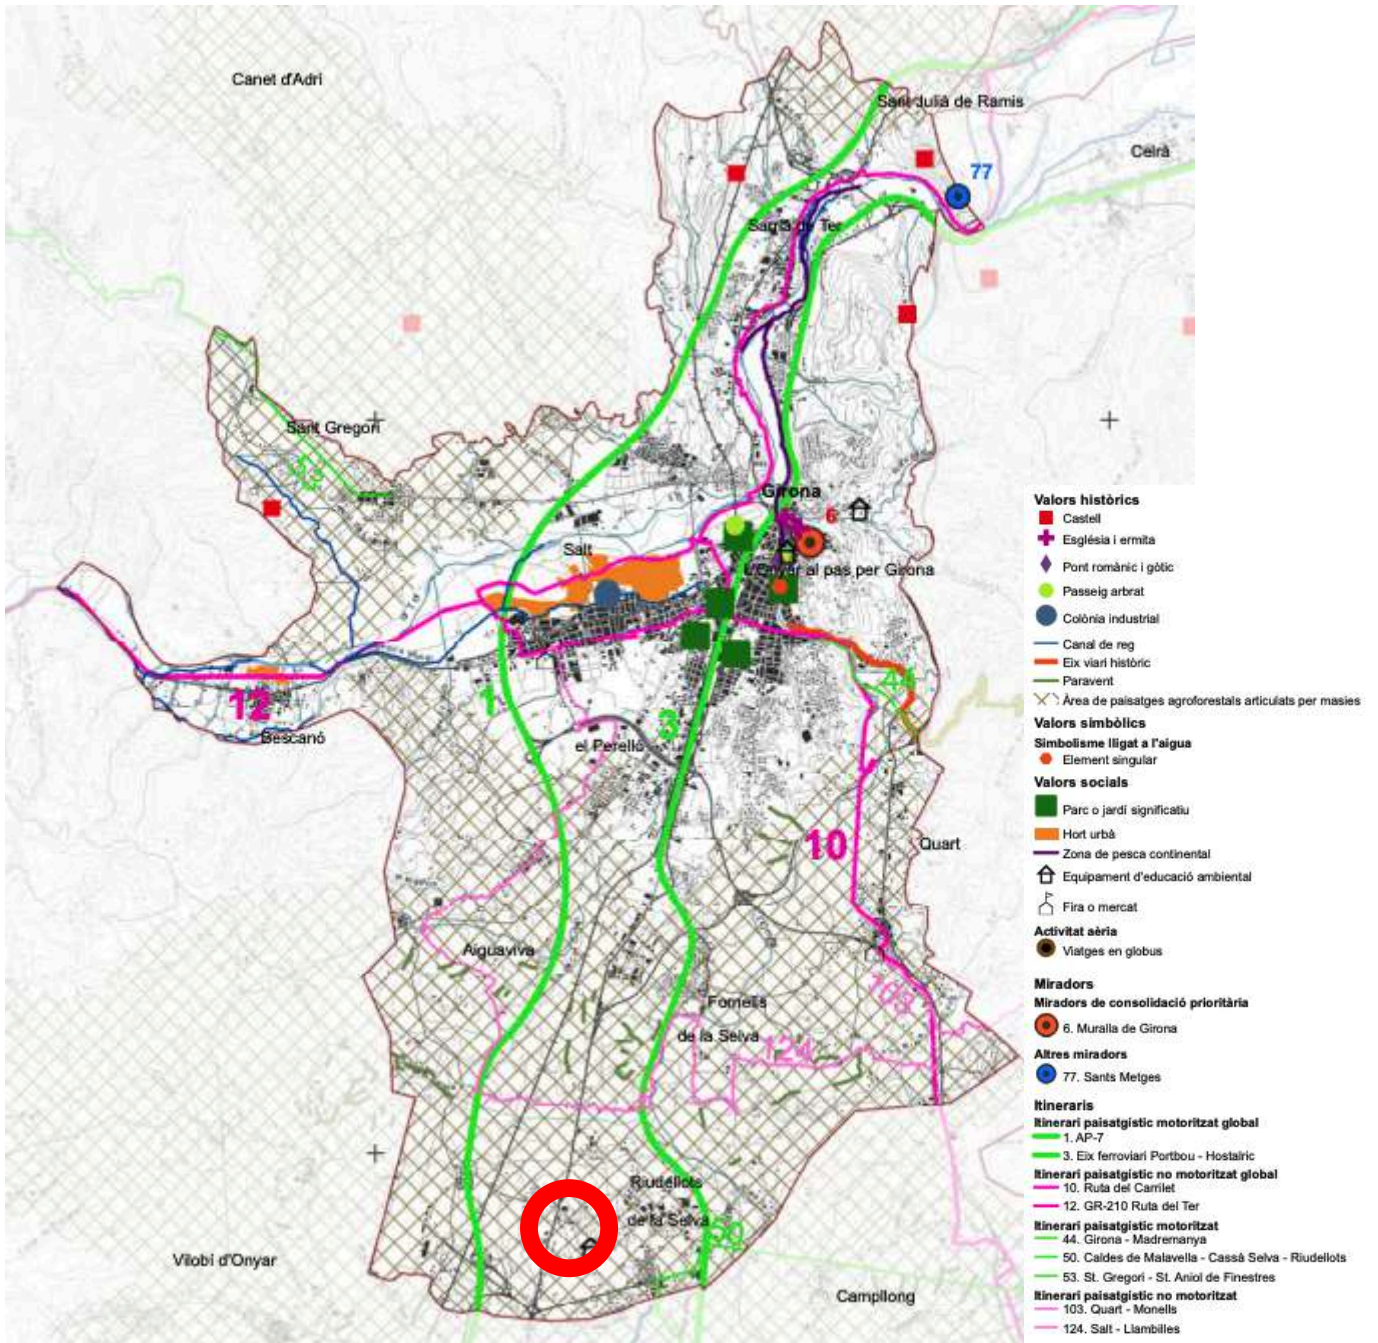 Canet d'Adri
Sant Julià de Ramis
Celrà
77
Sarrià de Ter
Sant Gregori
53
Girona
6
Salt
L'Onyar al pas per Girona
44
12
Bescanó
1
3
el Perelló
10
Quart
Aiguaviva
103
Fornells
de la Selva
124
3
Riudellots
de la Selva
50
Vilobí d'Onyar
Campllong
Valors històrics
Castell
Església i ermita
Pont romànic i gòtic
Passeig arbrat
Colònia industrial
Canal de reg
Eix viari històric
Paravent
Àrea de paisatges agroforestals articulats per masies
Valors simbòlics
Simbolisme lligat a l'aigua
Element singular
Valors socials
Parc o jardí significatiu
Hort urbà
Zona de pesca continental
Equipament d'educació ambiental
Fira o mercat
Activitat aèria
Viatges en globus
Miradors
Miradors de consolidació prioritària
6. Muralla de Girona
Altres miradors
77. Sants Metges
Itineraris
Itinerari paisatgístic motoritzat global
1. AP-7
3. Eix ferroviari Portbou - Hostalric
Itinerari paisatgístic no motoritzat global
10. Ruta del Carrilet
12. GR-210 Ruta del Ter
Itinerari paisatgístic motoritzat
44. Girona - Madremanya
50. Caldes de Malavella - Cassà Selva - Riudellots
53. St. Gregori - St. Aniol de Finestres
Itinerari paisatgístic no motoritzat
103. Quart - Monells
124. Salt - Llambilles